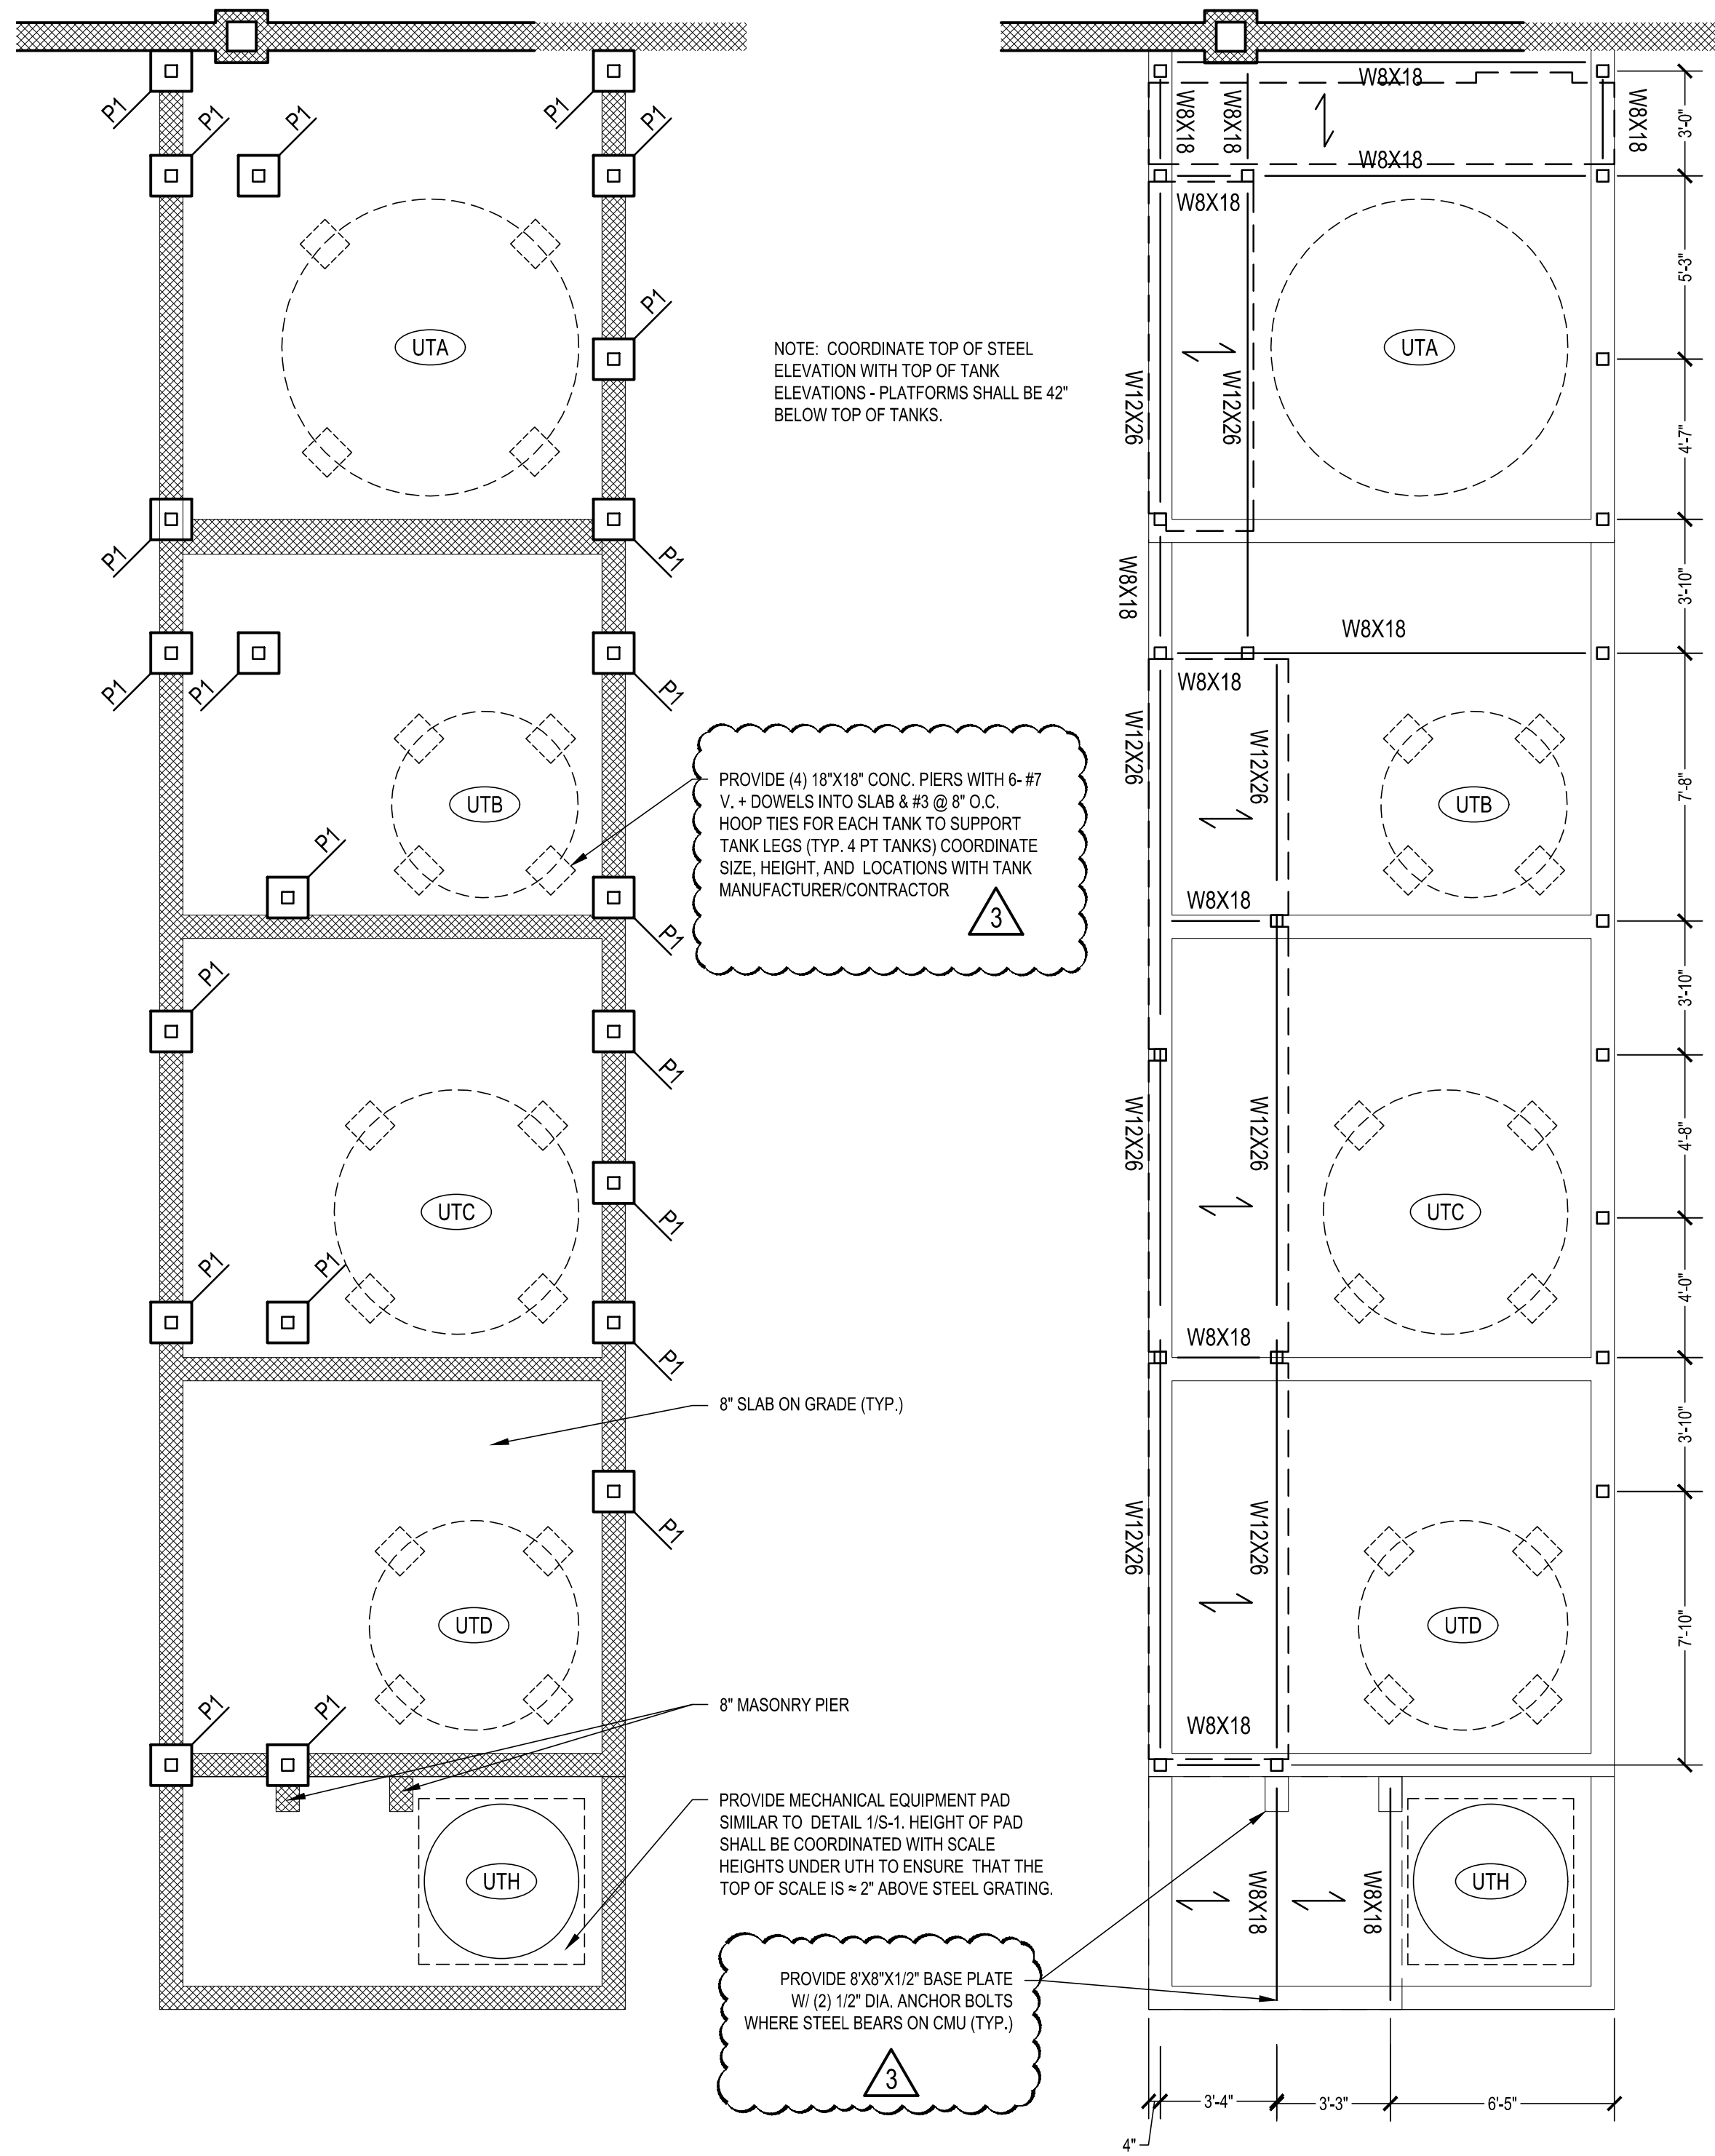 P1
P1
P1
P1
P1
P1
P1
UTA
P1
P1
P1
P1
P1
P1
UTB
P1
P1
P1
P1
P1
UTC
P1
P1
P1
P1
UTD
P1
P1
P1
UTH
NOTE: COORDINATE TOP OF STEEL
ELEVATION WITH TOP OF TANK
ELEVATIONS - PLATFORMS SHALL BE 42"
BELOW TOP OF TANKS.
PROVIDE (4) 18"X18" CONC. PIERS WITH 6- #7
V. + DOWELS INTO SLAB & #3 @ 8" O.C.
HOOP TIES FOR EACH TANK TO SUPPORT
TANK LEGS (TYP. 4 PT TANKS) COORDINATE
SIZE, HEIGHT, AND LOCATIONS WITH TANK
MANUFACTURER/CONTRACTOR
3
8" SLAB ON GRADE (TYP.)
8" MASONRY PIER
PROVIDE MECHANICAL EQUIPMENT PAD
SIMILAR TO DETAIL 1/S-1. HEIGHT OF PAD
SHALL BE COORDINATED WITH SCALE
HEIGHTS UNDER UTH TO ENSURE THAT THE
TOP OF SCALE IS ≈ 2" ABOVE STEEL GRATING.
PROVIDE 8'X8"X1/2" BASE PLATE
W/ (2) 1/2" DIA. ANCHOR BOLTS
WHERE STEEL BEARS ON CMU (TYP.)
3
W8X18
W8X18
W8X18
W8X18
W8X18
W8X18
UTA
W12X26
W12X26
W8X18
W8X18
W8X18
W12X26
W12X26
UTB
W8X18
W12X26
W12X26
UTC
W8X18
W12X26
W12X26
UTD
W8X18
W8X18
W8X18
UTH
3'-0"
5'-3"
4'-7"
3'-10"
7'-8"
3'-10"
4'-8"
4'-0"
3'-10"
7'-10"
3'-4"
3'-3"
6'-5"
4"